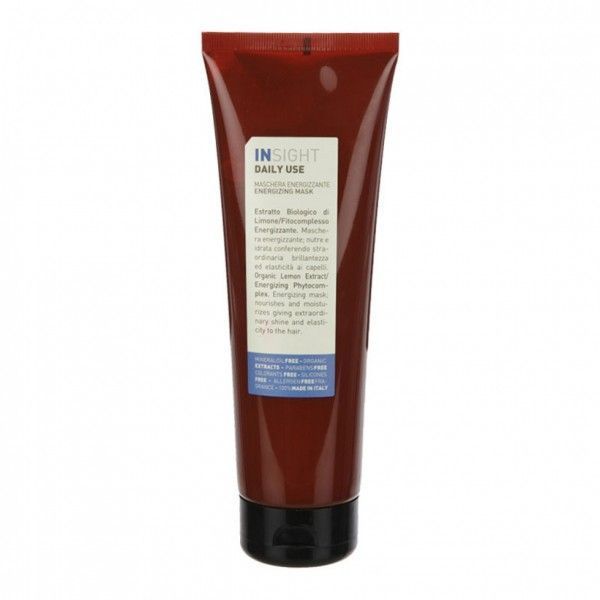 INSIGHT
DAILY USE
MASCHERA ENERGIZZANTE
ENERGIZING MASK
Estratto Biologico di
Limone/Fitocomplesso
Energizzante. Masche-
ra energizzante; nutre e
idrata conferendo stra-
ordinaria brillantezza
ed elasticità ai capelli.
Organic Lemon Extract/
Energizing Phytocom-
plex. Energizing mask;
nourishes and moistu-
rizes giving extraordi-
nary shine and elasti-
city to the hair.
MINERALOIL FREE - ORGANIC
EXTRACTS - PARABENS FREE
COLORANTS FREE - SILICONES
FREE - ALLERGEN FREE FRA-
GRANCE - 100% MADE IN ITALY